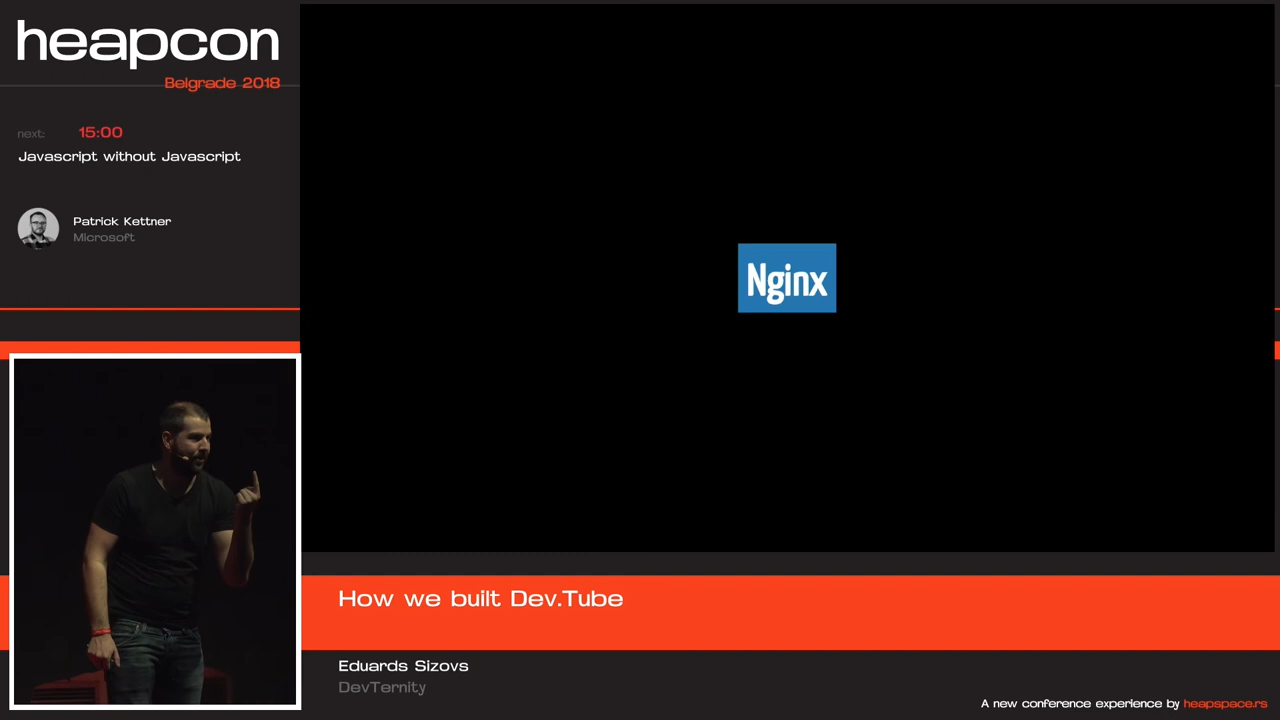 heapcon
Belgrade 2018
next: 15:00
Javascript without Javascript
Patrick Kettner
Microsoft
Nginx
How we built Dev.Tube
Eduards Sizovs
DevTernity
A new conference experience by heapspace.rs